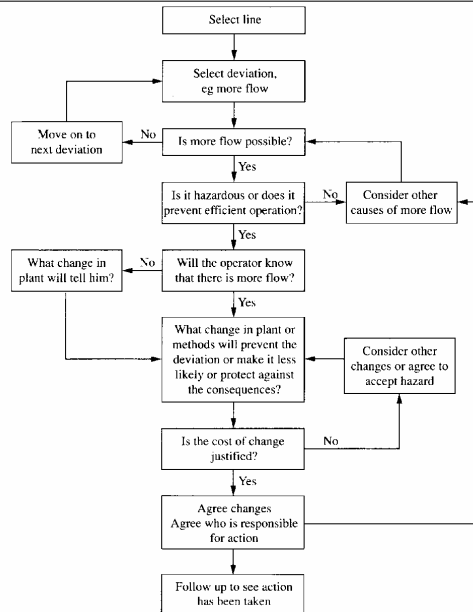 Select line
Select deviation,
eg more flow
Move on to
next deviation
No
Is more flow possible?
Yes
Is it hazardous or does it
prevent efficient operation?
No
Consider other
causes of more flow
Yes
What change in
plant will tell him?
No
Will the operator know
that there is more flow?
Yes
What change in plant or
methods will prevent the
deviation or make it less
likely or protect against
the consequences?
Consider other
changes or agree to
accept hazard
Is the cost of change
justified?
No
Yes
Agree changes
Agree who is responsible
for action
Follow up to see action
has been taken